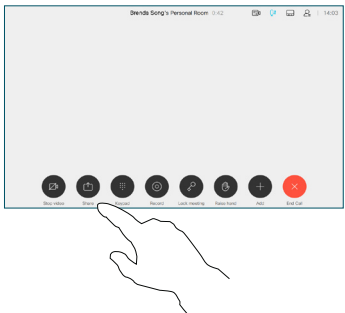 Brenda Song's Personal Room 0:42 14:03
Stop video Share Keypad Record Lock meeting Raise hand Add End Call